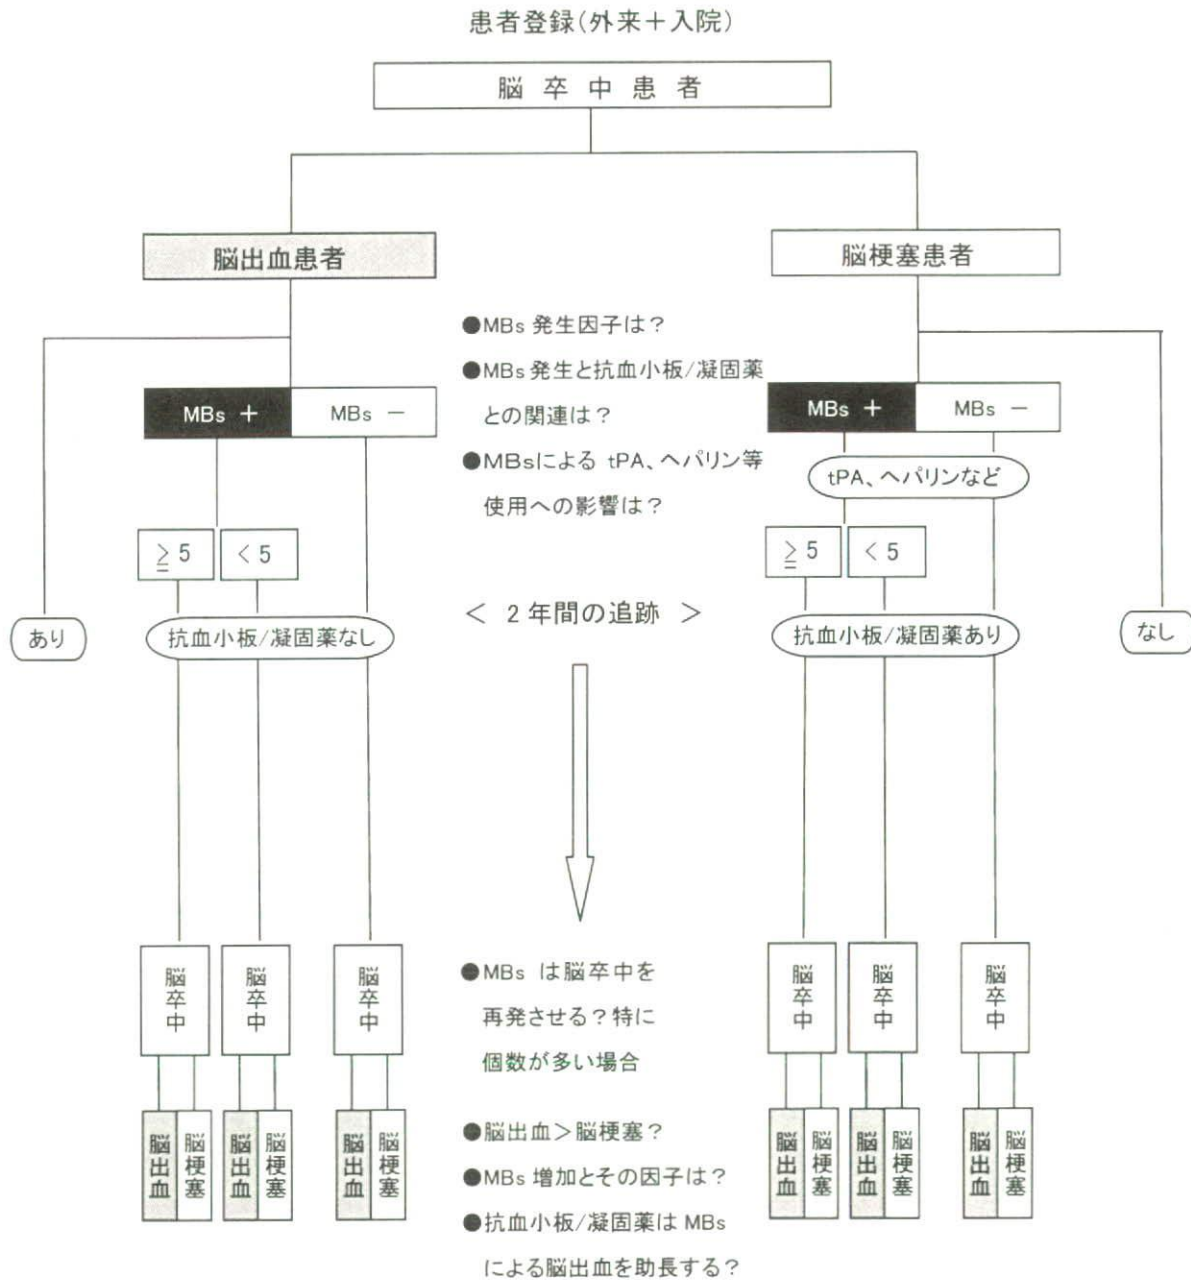 患者登録(外来＋入院)
脳 卒 中 患 者
脳出血患者
脳梗塞患者
●MBs 発生因子は？
●MBs 発生と抗血小板/凝固薬
との関連は？
●MBsによる tPA、ヘパリン等
使用への影響は？
MBs ＋
MBs －
MBs ＋
MBs －
tPA、ヘパリンなど
≧ 5
＜ 5
≧ 5
＜ 5
＜ 2 年間の追跡 ＞
あり
抗血小板/凝固薬なし
抗血小板/凝固薬あり
なし
脳卒中
脳卒中
脳卒中
●MBs は脳卒中を
再発させる？特に
個数が多い場合
脳卒中
脳卒中
脳卒中
脳出血
脳梗塞
脳出血
脳梗塞
脳出血
脳梗塞
●脳出血＞脳梗塞？
●MBs 増加とその因子は？
●抗血小板/凝固薬は MBs
による脳出血を助長する？
脳出血
脳梗塞
脳出血
脳梗塞
脳出血
脳梗塞